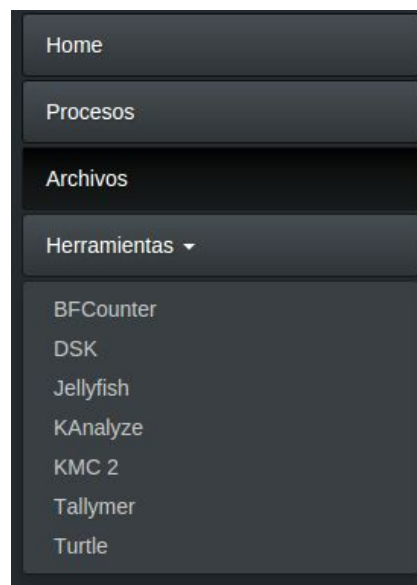 Home
Procesos
Archivos
Herramientas
BFCounter
DSK
Jellyfish
KAnalyze
KMC 2
Tallymer
Turtle